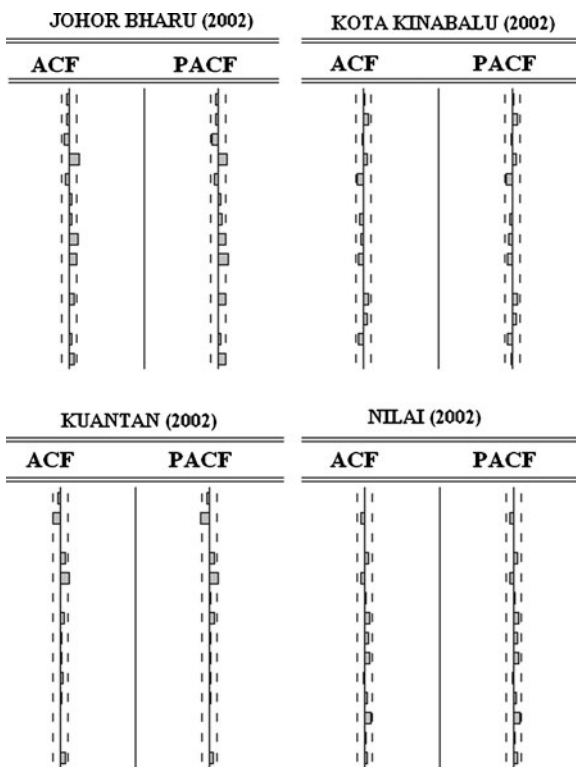 JOHOR BHARU (2002)
ACF PACF
KOTA KINABALU (2002)
ACF PACF
KUANTAN (2002)
ACF PACF
NILAI (2002)
ACF PACF